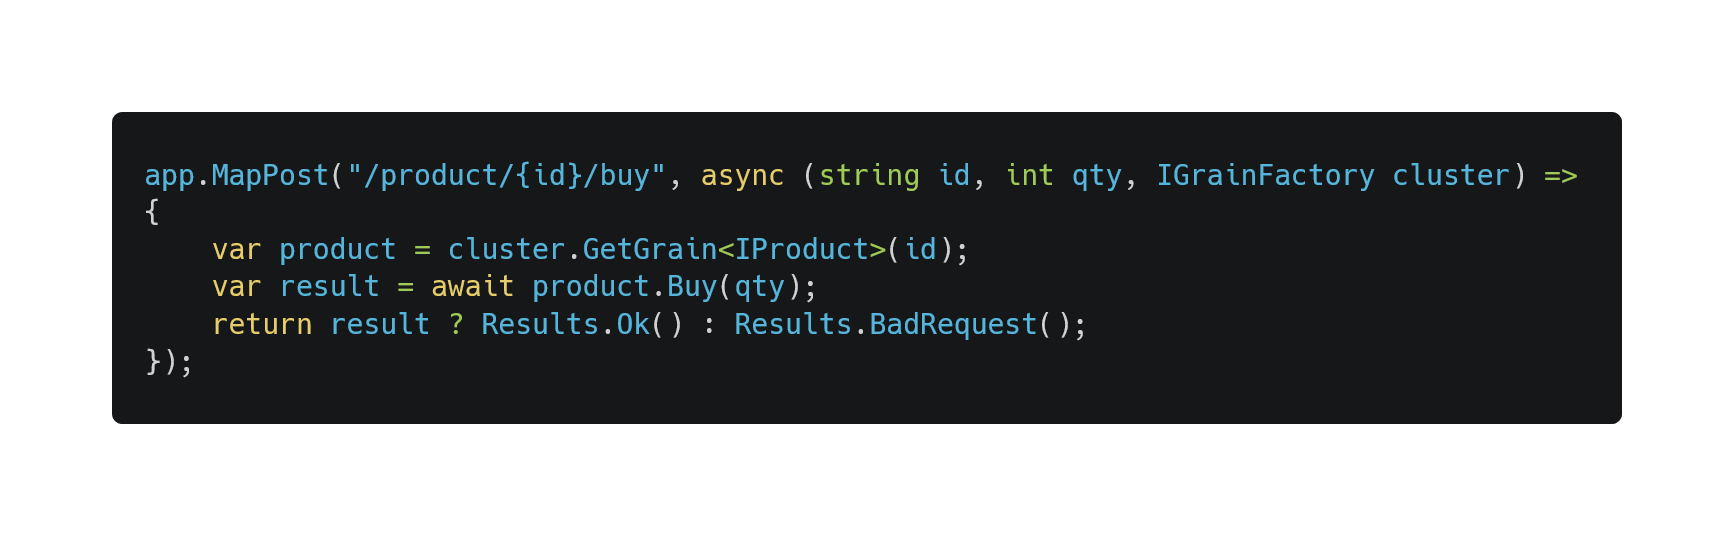 app.MapPost("/product/{id}/buy", async (string id, int qty, IGrainFactory cluster) =>
{
    var product = cluster.GetGrain<IProduct>(id);
    var result = await product.Buy(qty);
    return result ? Results.Ok() : Results.BadRequest();
});